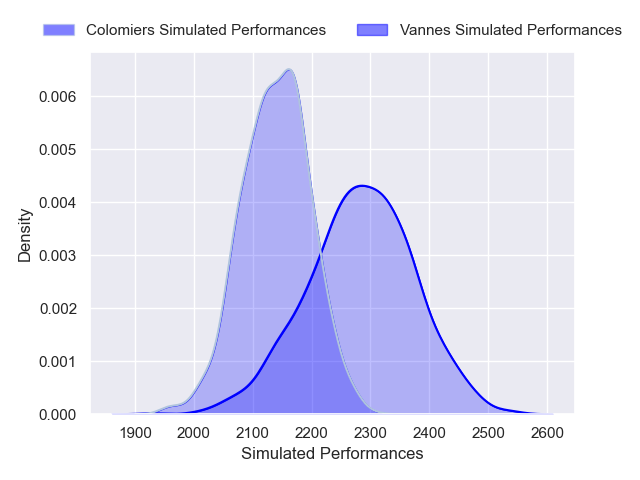 Colomiers Simulated Performances Vannes Simulated Performances
0.006
0.005
0.004
0.003
0.002
0.001
0.000
Density
1900 2000 2100 2200 2300 2400 2500 2600
Simulated Performances